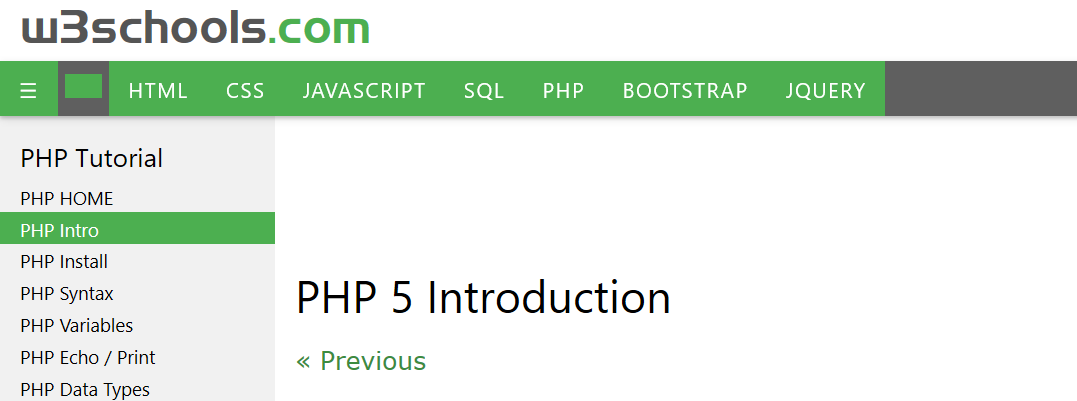 w3schools.com
☰ HTML CSS JAVASCRIPT SQL PHP BOOTSTRAP JQUERY
PHP Tutorial
PHP HOME
PHP Intro
PHP Install
PHP Syntax
PHP Variables
PHP Echo / Print
PHP Data Types
PHP 5 Introduction
« Previous